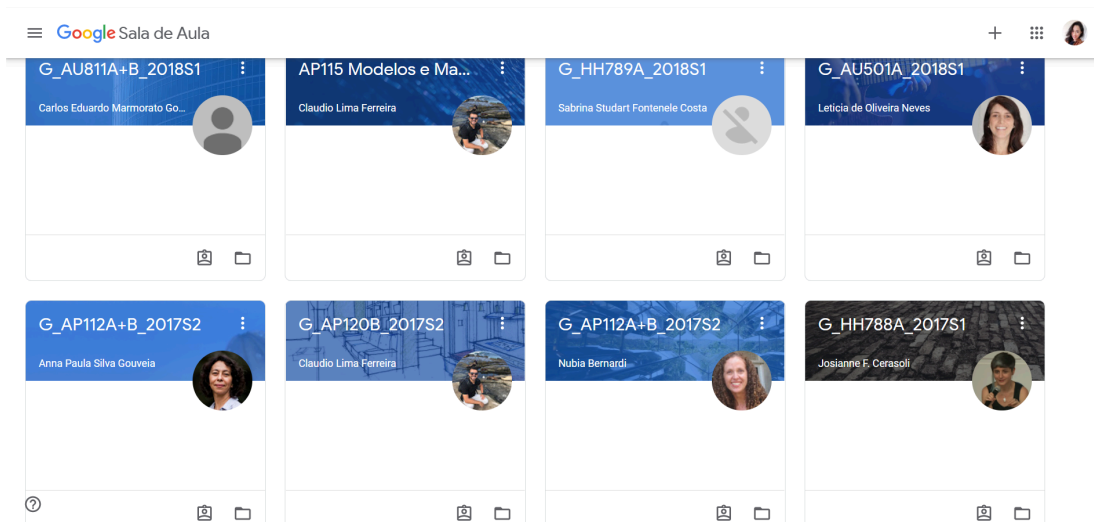 Google Sala de Aula
G_AU811A+B_2018S1
Carlos Eduardo Marmorato Go...
AP115 Modelos e Ma...
Claudio Lima Ferreira
G_HH789A_2018S1
Sabrina Studart Fontenele Costa
G_AU501A_2018S1
Leticia de Oliveira Neves
G_AP112A+B_2017S2
Anna Paula Silva Gouveia
G_AP120B_2017S2
Claudio Lima Ferreira
G_AP112A+B_2017S2
Nubia Bernardi
G_HH788A_2017S1
Josianne F. Cerasoli